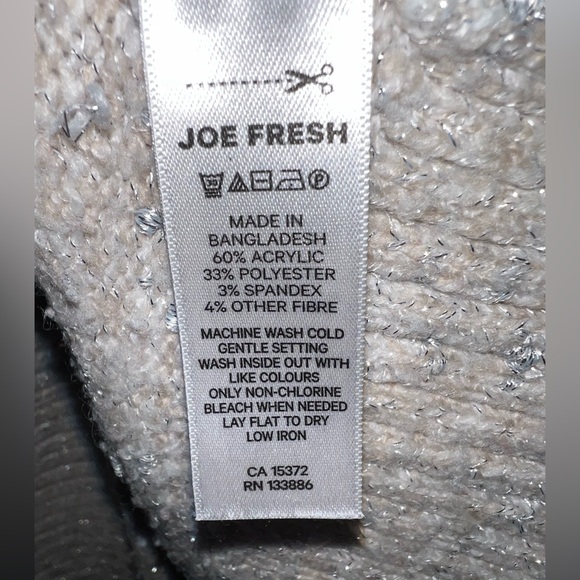 JOE FRESH
30 P
MADE IN
BANGLADESH
60% ACRYLIC
33% POLYESTER
3% SPANDEX
4% OTHER FIBRE
MACHINE WASH COLD
GENTLE SETTING
WASH INSIDE OUT WITH
LIKE COLOURS
ONLY NON-CHLORINE
BLEACH WHEN NEEDED
LAY FLAT TO DRY
LOW IRON
CA 15372
RN 133886